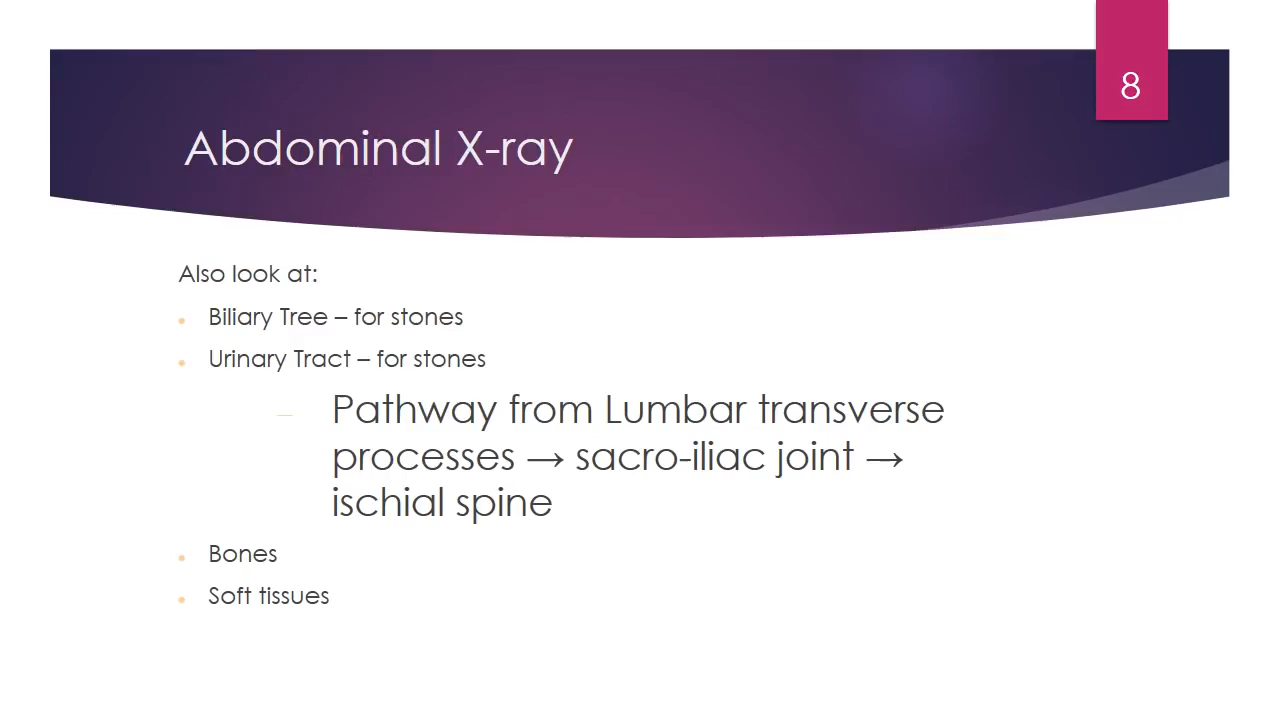 8
Abdominal X-ray
Also look at:
• Biliary Tree – for stones
• Urinary Tract – for stones
– Pathway from Lumbar transverse
processes → sacro-iliac joint →
ischial spine
• Bones
• Soft tissues